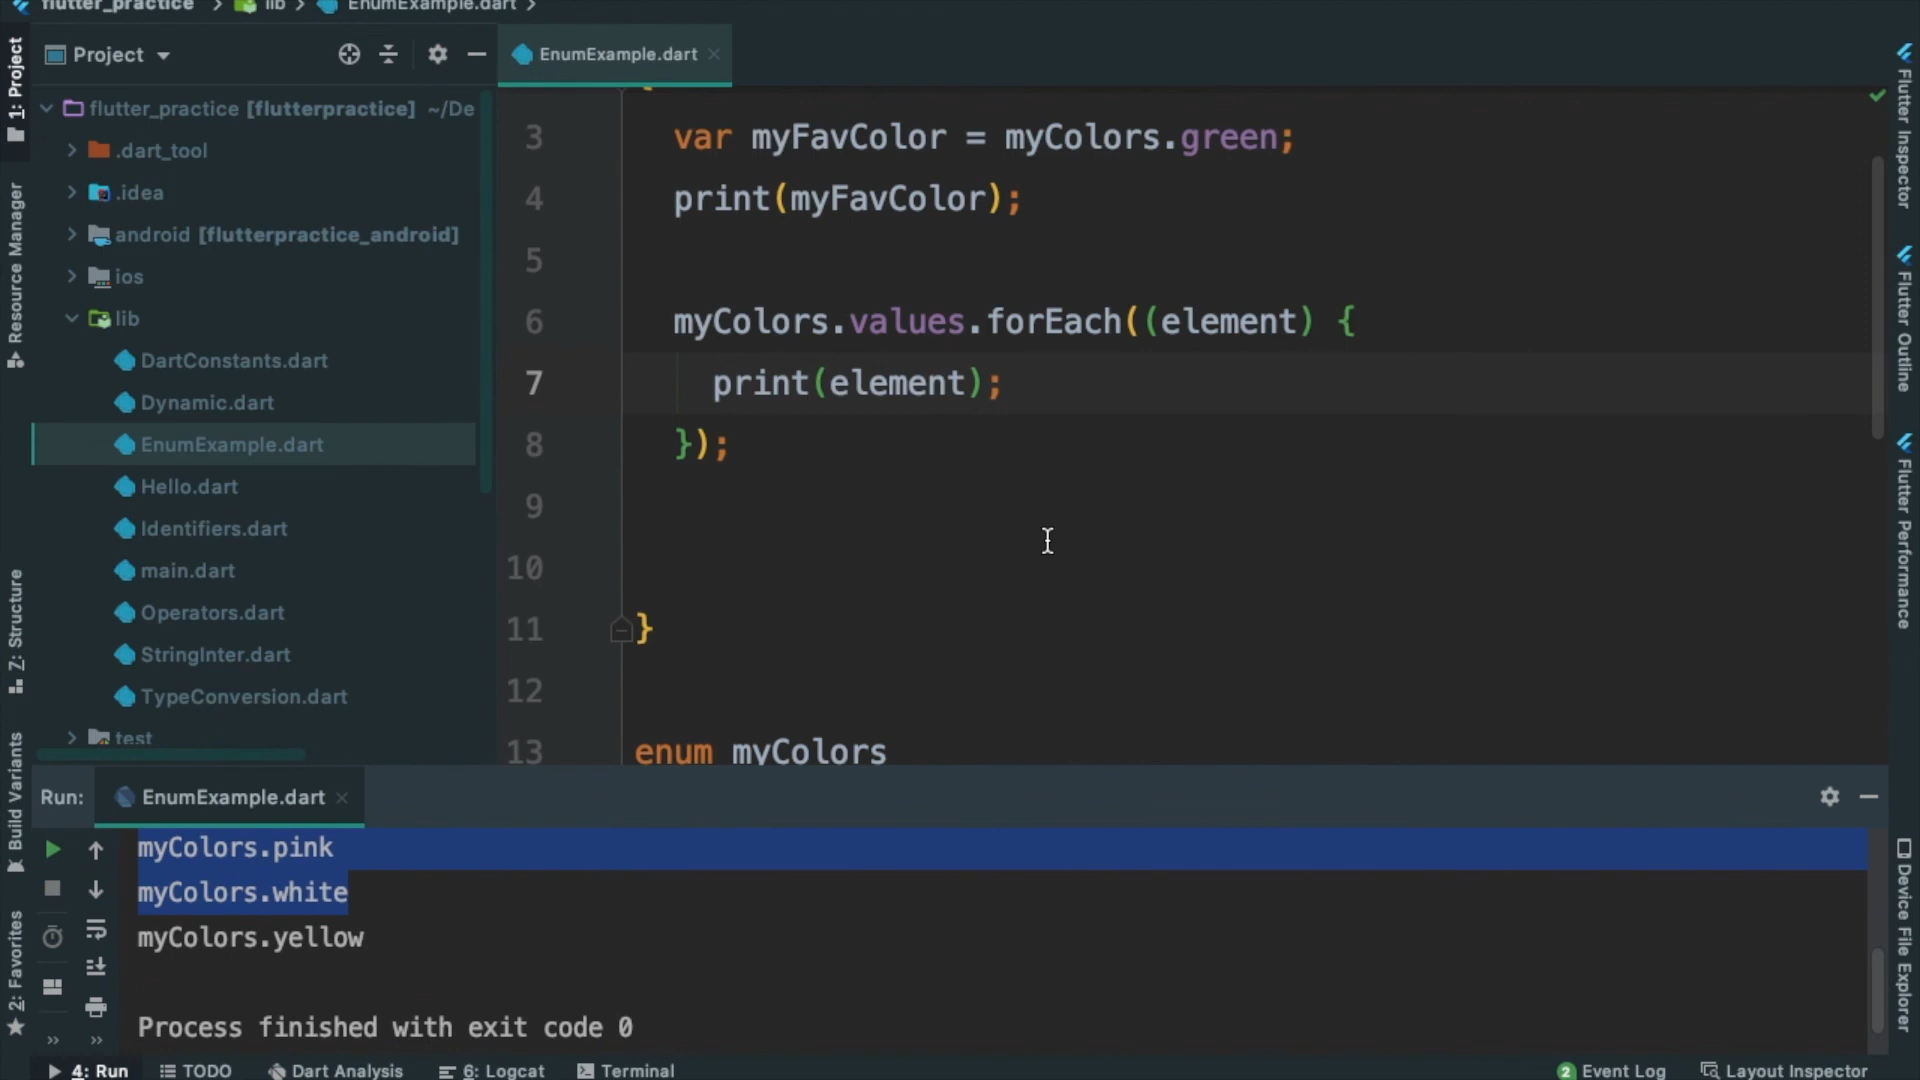 flutter_practice > lib > EnumExample.dart >
Project
EnumExample.dart
flutter_practice [flutterpractice] ~/De
.dart_tool
.idea
android [flutterpractice_android]
ios
lib
DartConstants.dart
Dynamic.dart
EnumExample.dart
Hello.dart
Identifiers.dart
main.dart
Operators.dart
StringInter.dart
TypeConversion.dart
test
3 var myFavColor = myColors.green;
4 print(myFavColor);
5
6 myColors.values.forEach((element) {
7 print(element);
8 });
9
10
11 }
12
13 enum myColors
1: Project
Resource Manager
Z: Structure
Build Variants
2: Favorites
Flutter Inspector
Flutter Outline
Flutter Performance
Device File Explorer
Run: EnumExample.dart
myColors.pink
myColors.white
myColors.yellow
Process finished with exit code 0
4: Run TODO Dart Analysis 6: Logcat Terminal 2 Event Log Layout Inspector